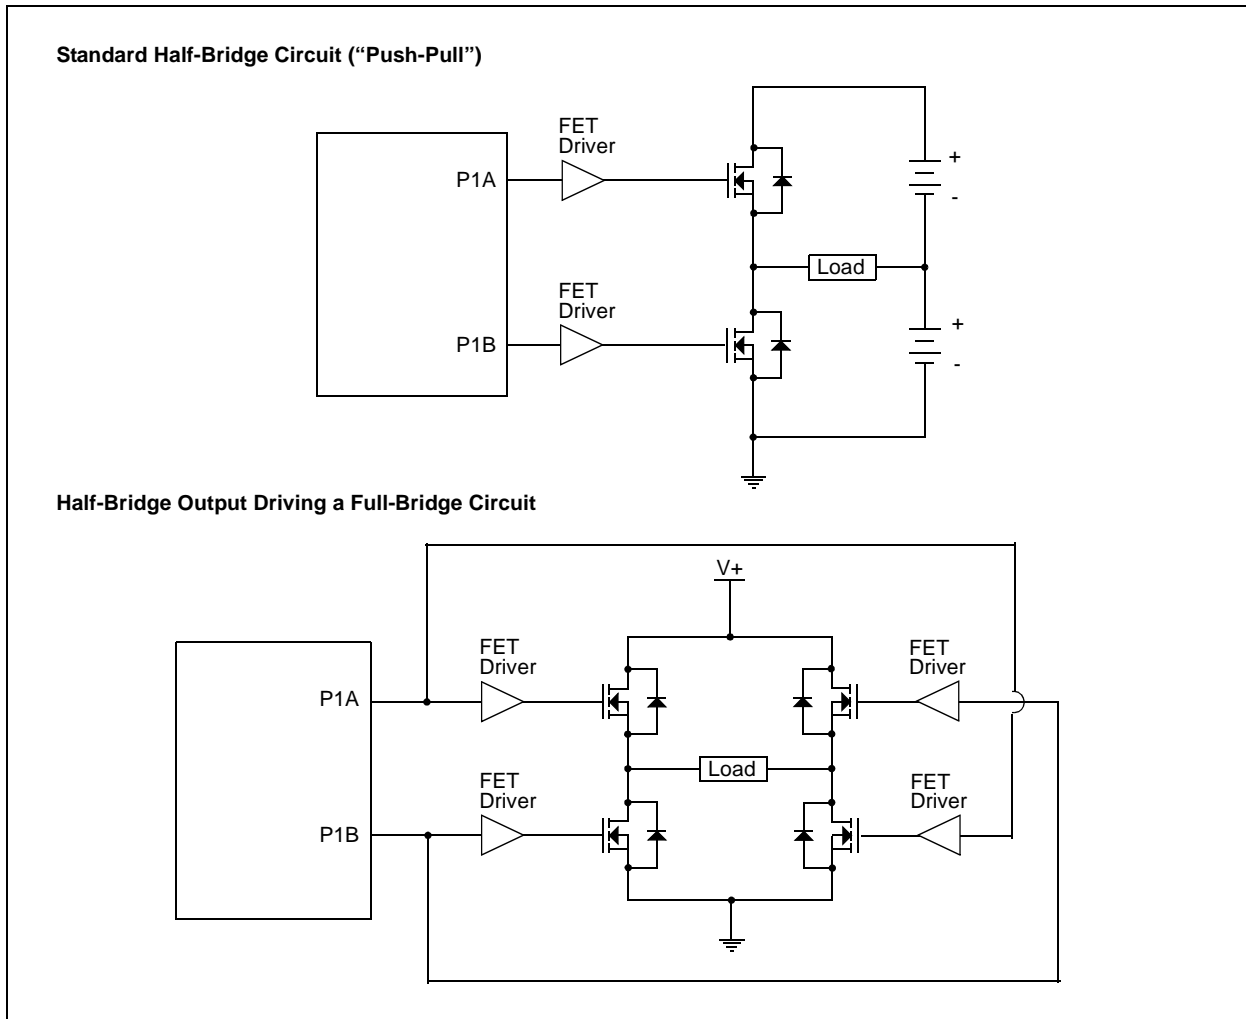 Standard Half-Bridge Circuit (“Push-Pull”)
FET
Driver
P1A
+
-
Load
FET
Driver
P1B
+
-
Half-Bridge Output Driving a Full-Bridge Circuit
V+
FET
Driver
FET
Driver
P1A
Load
FET
Driver
FET
Driver
P1B